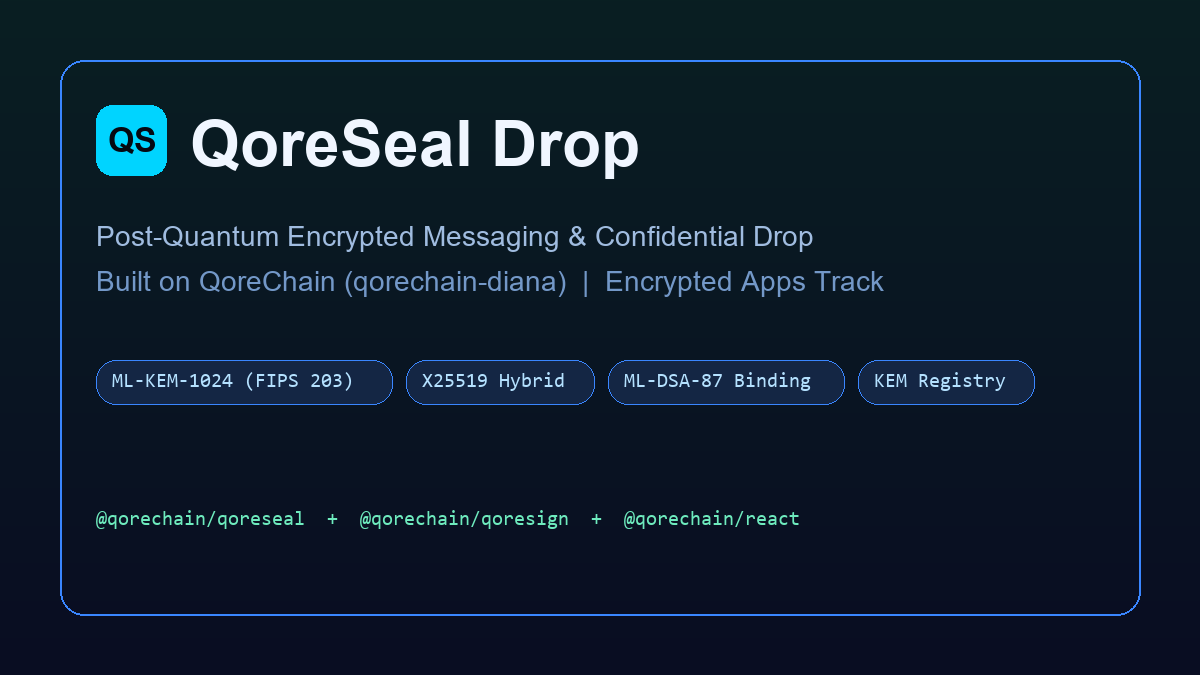 QS QoreSeal Drop
Post-Quantum Encrypted Messaging & Confidential Drop
Built on QoreChain (qorechain-diana) | Encrypted Apps Track
ML-KEM-1024 (FIPS 203) X25519 Hybrid ML-DSA-87 Binding KEM Registry
@qorechain/qoreseal + @qorechain/qoresign + @qorechain/react